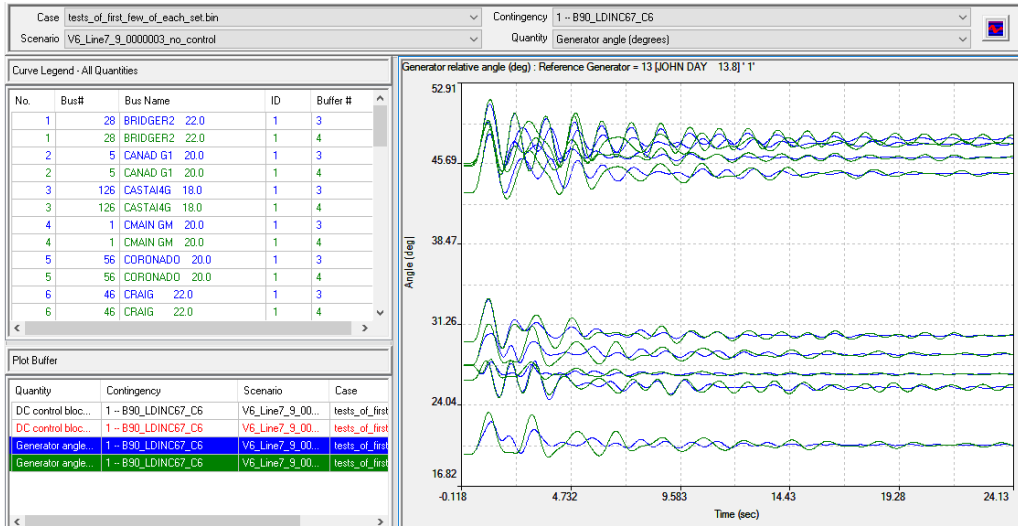 Case tests_of_first_few_of_each_set.bin Contingency 1 -- B90_LDINC67_C6
Scenario V6_Line7_9_0000003_no_control Quantity Generator angle (degrees)
Curve Legend - All Quantities
No. Bus# Bus Name ID Buffer #
1 28 BRIDGER2 22.0 1 3
1 28 BRIDGER2 22.0 1 4
2 5 CANAD G1 20.0 1 3
2 5 CANAD G1 20.0 1 4
3 126 CASTAI4G 18.0 1 3
3 126 CASTAI4G 18.0 1 4
4 1 CMAIN GM 20.0 1 3
4 1 CMAIN GM 20.0 1 4
5 56 CORONADO 20.0 1 3
5 56 CORONADO 20.0 1 4
6 46 CRAIG 22.0 1 3
6 46 CRAIG 22.0 1 4
Plot Buffer
Quantity Contingency Scenario Case
DC control bloc... 1 -- B90_LDINC67_C6 V6_Line7_9_00... tests_of_first
DC control bloc... 1 -- B90_LDINC67_C6 V6_Line7_9_00... tests_of_first
Generator angle... 1 -- B90_LDINC67_C6 V6_Line7_9_00... tests_of_first
Generator angle... 1 -- B90_LDINC67_C6 V6_Line7_9_00... tests_of_first
Generator relative angle (deg) : Reference Generator = 13 [JOHN DAY 13.8] ' 1'
52.91
45.69
38.47
31.26
24.04
16.82
Angle (deg)
-0.118 4.732 9.583 14.43 19.28 24.13
Time (sec)